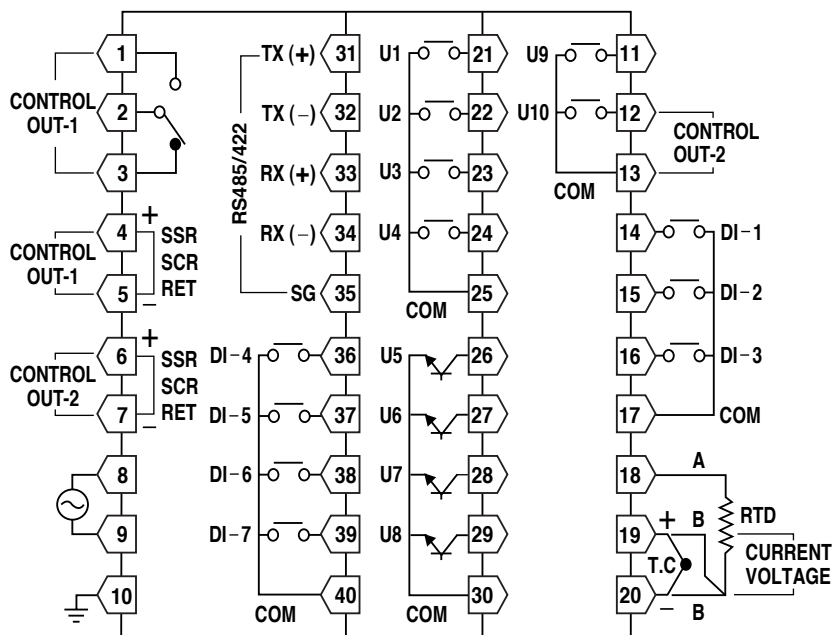 1
2
3
CONTROL
OUT-1
4
5
+
SSR
SCR
RET
−
CONTROL
OUT-1
6
7
+
SSR
SCR
RET
−
CONTROL
OUT-2
8
9
10
RS485/422
TX (+) 31
TX (−) 32
RX (+) 33
RX (−) 34
SG 35
DI-4 36
DI-5 37
DI-6 38
DI-7 39
COM 40
U1 21
U2 22
U3 23
U4 24
COM 25
U5 26
U6 27
U7 28
U8 29
COM 30
U9 11
U10 12
COM 13
CONTROL
OUT-2
14 DI-1
15 DI-2
16 DI-3
17 COM
18 A
RTD
19 + B
T.C
CURRENT
VOLTAGE
20 − B